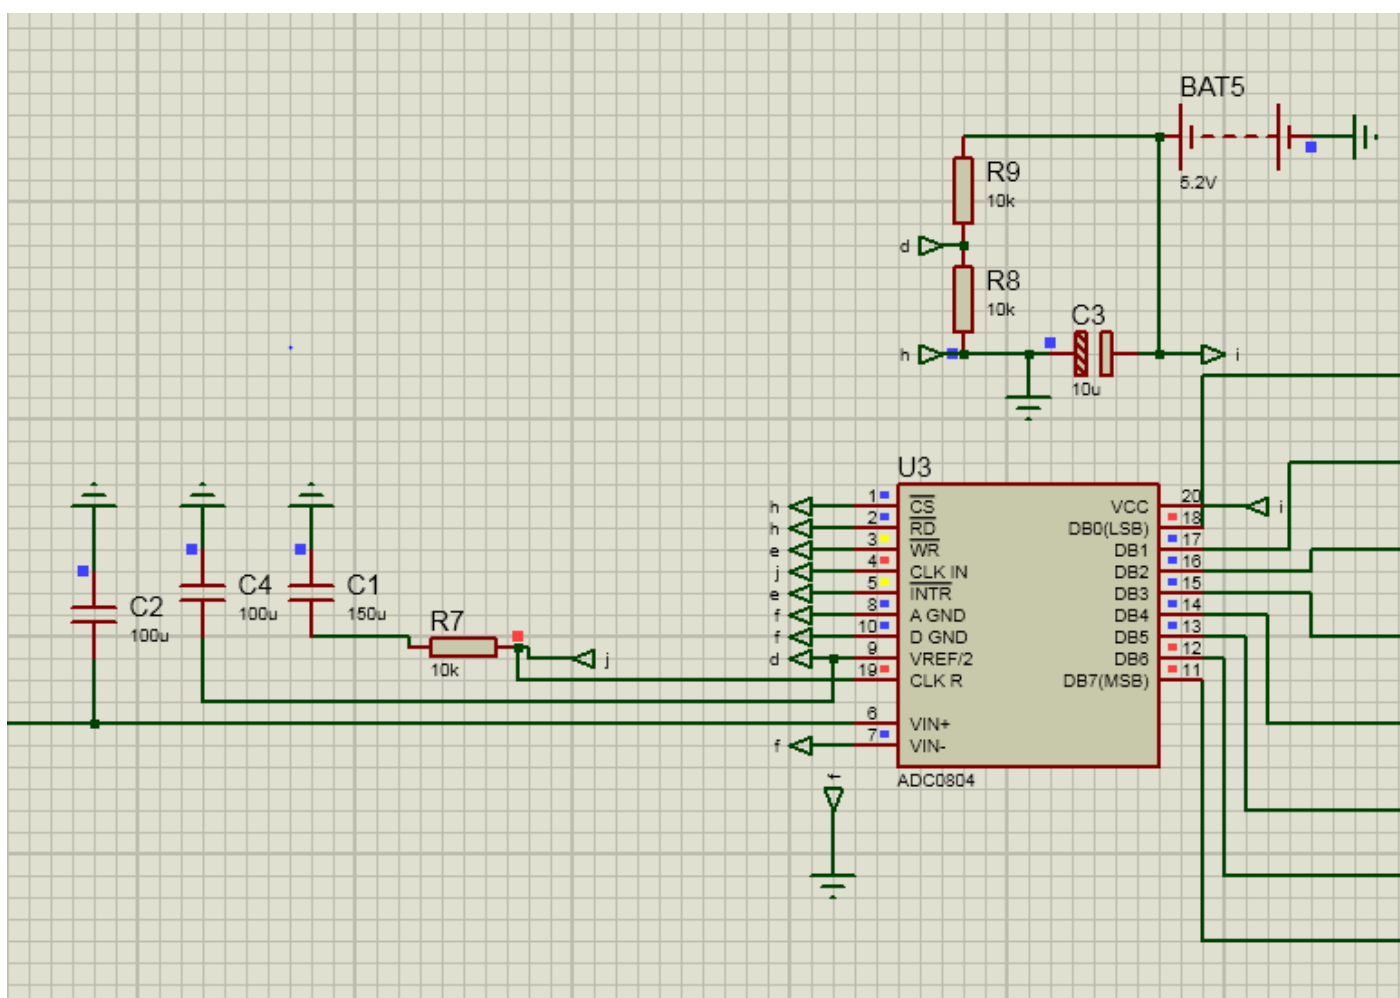 BAT5
5.2V
R9
10k
d
R8
10k
C3
10u
h
i
U3
h 1 CS VCC 20 i
h 2 RD DB0(LSB) 18
e 3 WR DB1 17
j 4 CLK IN DB2 16
e 5 INTR DB3 15
f 8 A GND DB4 14
f 10 D GND DB5 13
d 9 VREF/2 DB6 12
19 CLK R DB7(MSB) 11
6 VIN+
f 7 VIN-
ADC0804
f
C2
100u
C4
100u
C1
150u
R7
10k
j